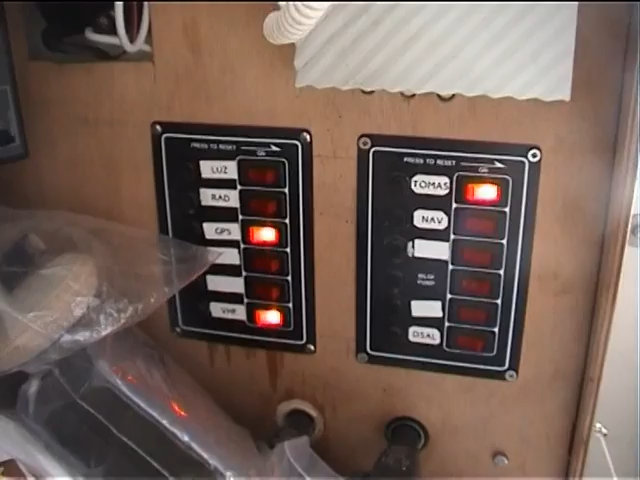 PRESS TO RESET
ON
LUZ
RAD
GPS
VHF
PRESS TO RESET
ON
TOMAS
NAV
BILGE
PUMP
DSAL